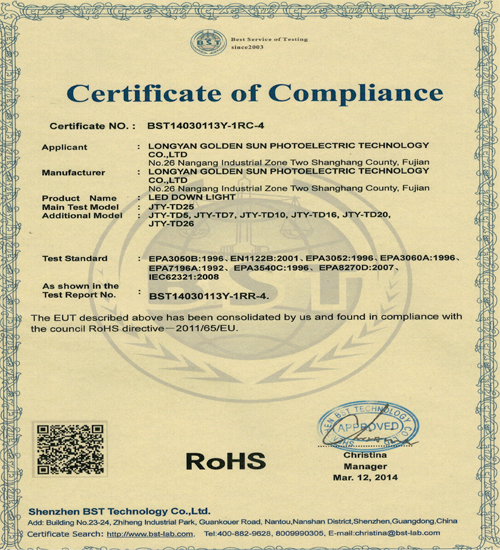 BST
Best Service of Testing
since2003
Certificate of Compliance
Certificate NO. : BST14030113Y-1RC-4
Applicant : LONGYAN GOLDEN SUN PHOTOELECTRIC TECHNOLOGY
CO.,LTD
No.26 Nangang Industrial Zone Two Shanghang County, Fujian
Manufacturer : LONGYAN GOLDEN SUN PHOTOELECTRIC TECHNOLOGY
CO.,LTD
No.26 Nangang Industrial Zone Two Shanghang County, Fujian
Product Name : LED DOWN LIGHT
Main Test Model : JTY-TD25
Additional Model : JTY-TD5, JTY-TD7, JTY-TD10, JTY-TD16, JTY-TD20,
JTY-TD26
Test Standard : EPA3050B:1996、EN1122B:2001、EPA3052:1996、EPA3060A:1996、
EPA7196A:1992、EPA3540C:1996、EPA8270D:2007、
IEC62321:2008
As shown in the
Test Report No. : BST14030113Y-1RR-4.
The EUT described above has been consolidated by us and found in compliance with
the council RoHS directive—2011/65/EU.
BST
APPROVED
RoHS
Christina
Manager
Mar. 12, 2014
Shenzhen BST Technology Co.,Ltd.
Add: Building No.23-24, Zhiheng Industrial Park, Guankouer Road, Nantou,Nanshan District,Shenzhen,Guangdong,China
Certificate Search: http://www.bst-lab.com. Tel:400-882-9628, 8009990305, E-mail:christina@bst-lab.com